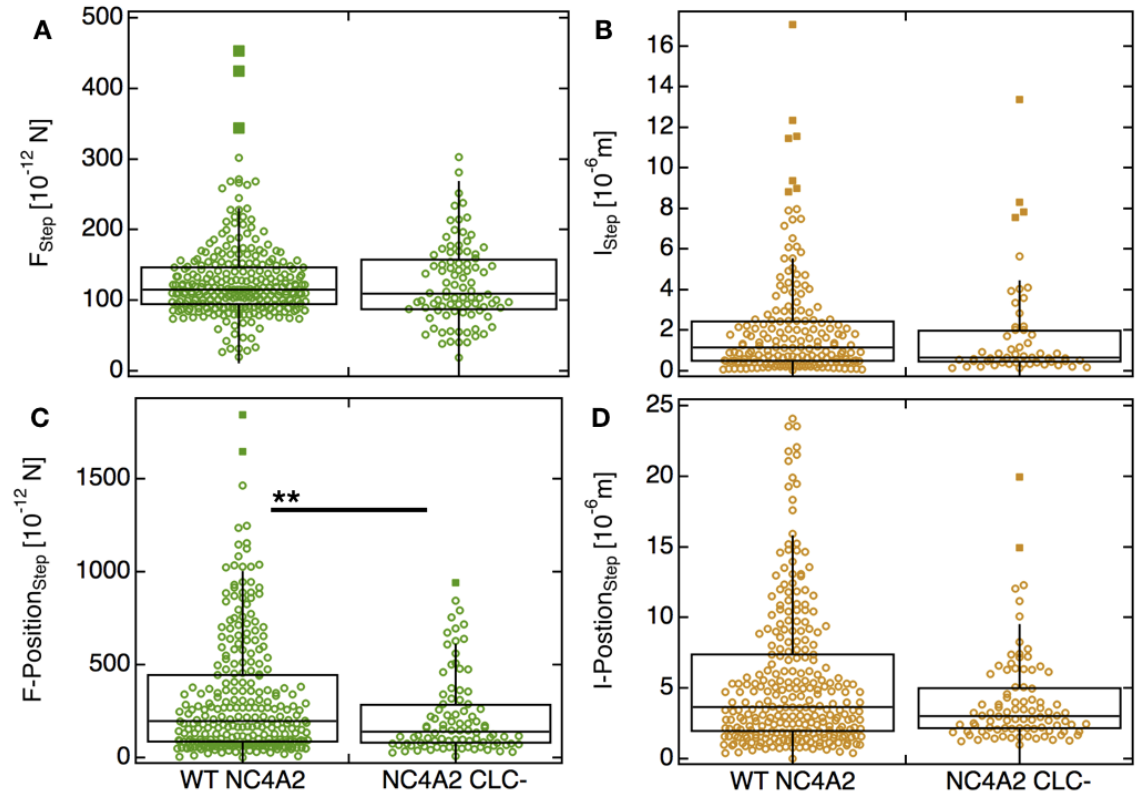 A
500
400
300
200
100
0
F_Step [10^-12 N]
B
16
14
12
10
8
6
4
2
0
I_Step [10^-6 m]
C
1500
1000
500
0
F-Position_Step [10^-12 N]
**
WT NC4A2 NC4A2 CLC-
D
25
20
15
10
5
0
I-Postion_Step [10^-6 m]
WT NC4A2 NC4A2 CLC-